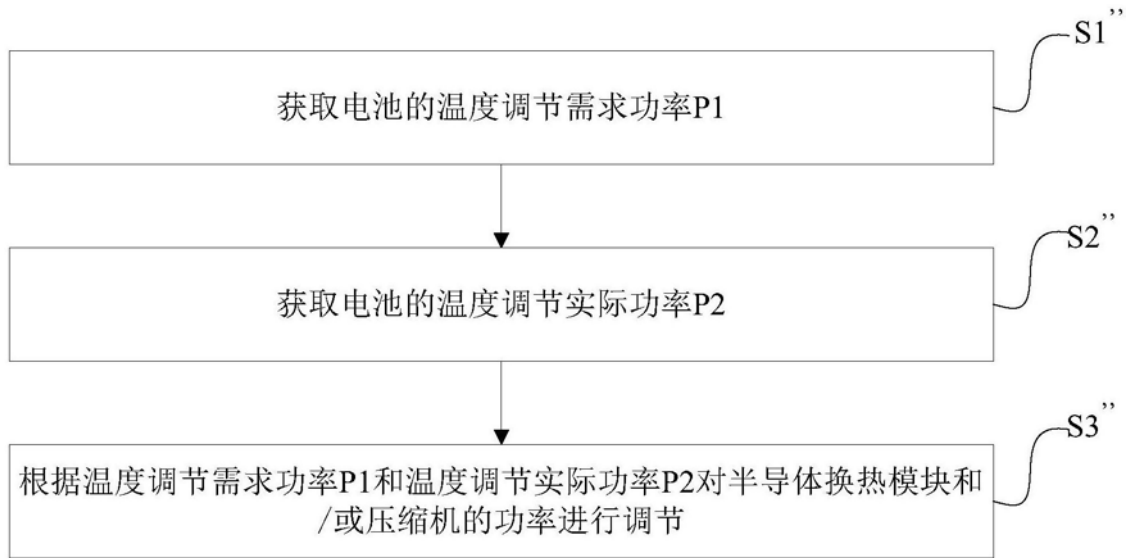 S1’’
获取电池的温度调节需求功率P1
S2’’
获取电池的温度调节实际功率P2
S3’’
根据温度调节需求功率P1和温度调节实际功率P2对半导体换热模块和
/或压缩机的功率进行调节